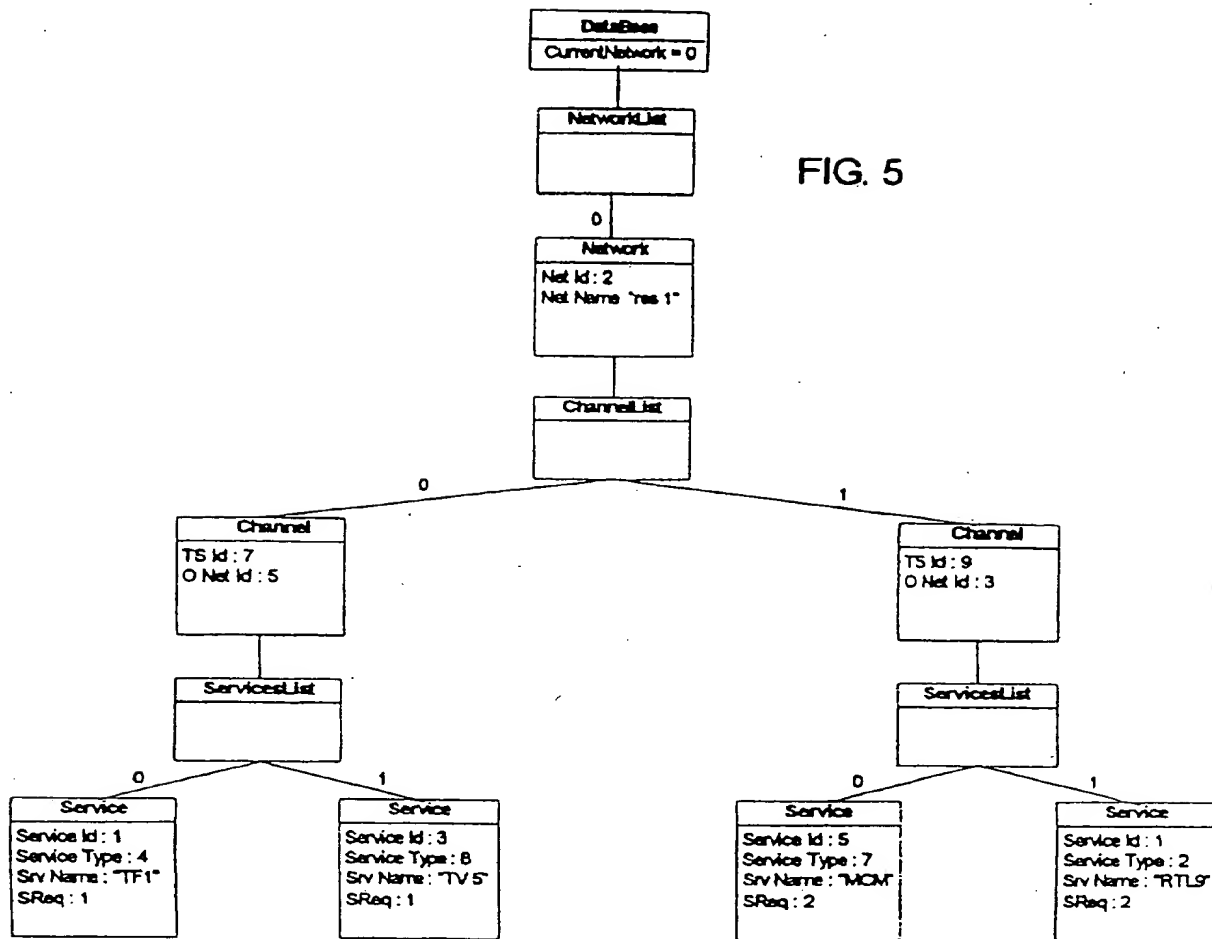 DataBase
CurrentNetwork = 0
NetworkList
FIG. 5
0
Network
Net Id : 2
Net Name "res 1"
ChannelList
0
1
Channel
TS Id : 7
O Net Id : 5
Channel
TS Id : 9
O Net Id : 3
ServicesList
ServicesList
0
1
0
1
Service
Service Id : 1
Service Type : 4
Srv Name : "TF1"
SReq : 1
Service
Service Id : 3
Service Type : 8
Srv Name : "TV 5"
SReq : 1
Service
Service Id : 5
Service Type : 7
Srv Name : "MCM"
SReq : 2
Service
Service Id : 1
Service Type : 2
Srv Name : "RTL9"
SReq : 2